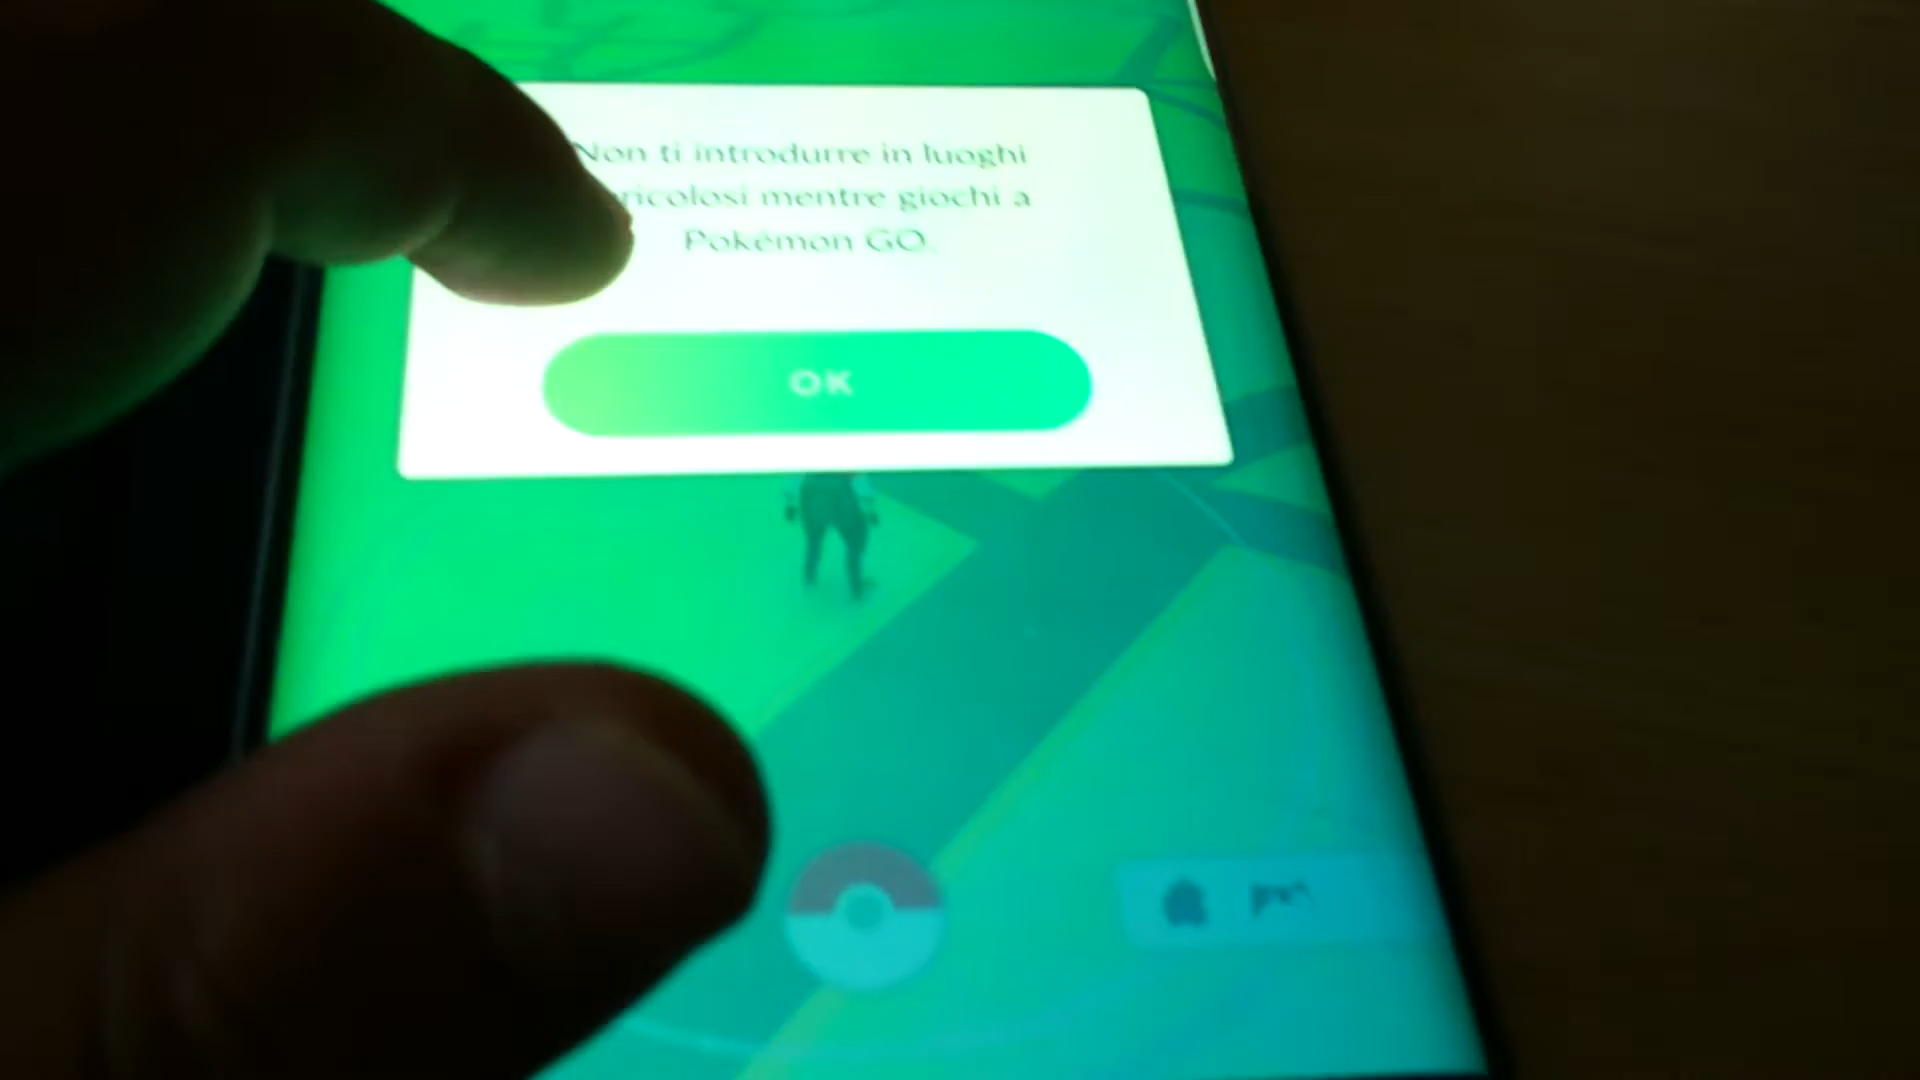 Non ti introdurre in luoghi
ricolosi mentre giochi a
Pokémon GO.
OK